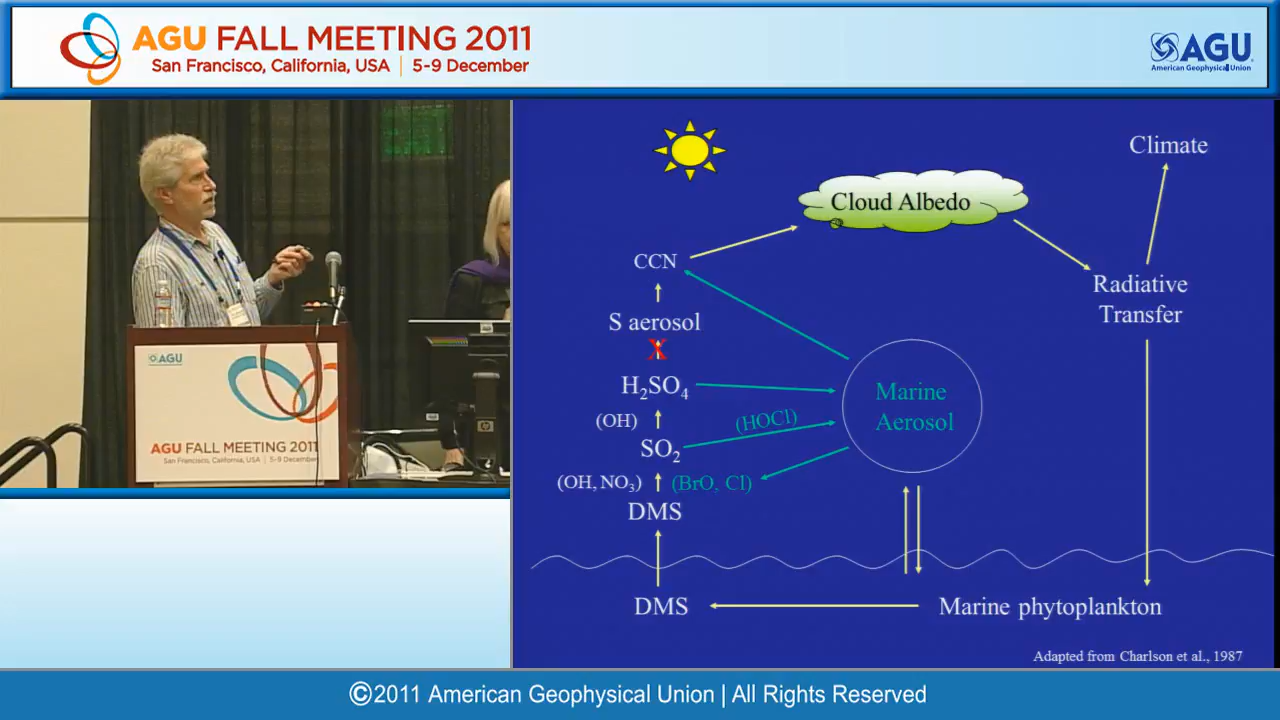 AGU FALL MEETING 2011
San Francisco, California, USA | 5-9 December
AGU
American Geophysical Union
AGU
AGU FALL MEETING 2011
San Francisco, California, USA | 5-9 December
hp
Climate
Cloud Albedo
CCN
Radiative
Transfer
S aerosol
X
H₂SO₄
Marine
Aerosol
(OH)
(HOCl)
SO₂
(OH, NO₃)
(BrO, Cl)
DMS
DMS
Marine phytoplankton
Adapted from Charlson et al., 1987
©2011 American Geophysical Union | All Rights Reserved